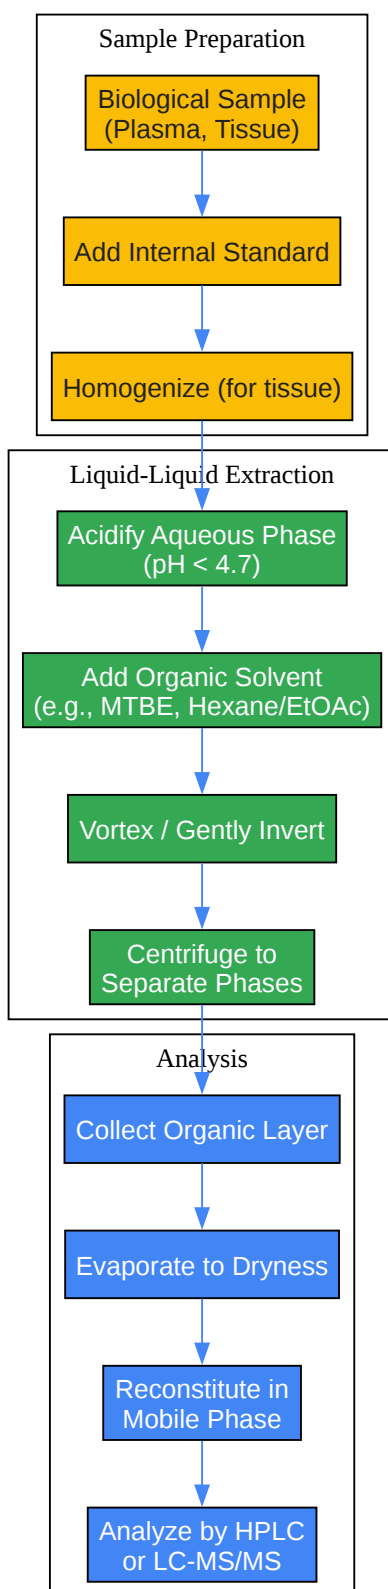 Sample Preparation
Biological Sample
(Plasma, Tissue)
Add Internal Standard
Homogenize (for tissue)
Liquid-Liquid Extraction
Acidify Aqueous Phase
(pH < 4.7)
Add Organic Solvent
(e.g., MTBE, Hexane/EtOAc)
Vortex / Gently Invert
Centrifuge to
Separate Phases
Analysis
Collect Organic Layer
Evaporate to Dryness
Reconstitute in
Mobile Phase
Analyze by HPLC
or LC-MS/MS